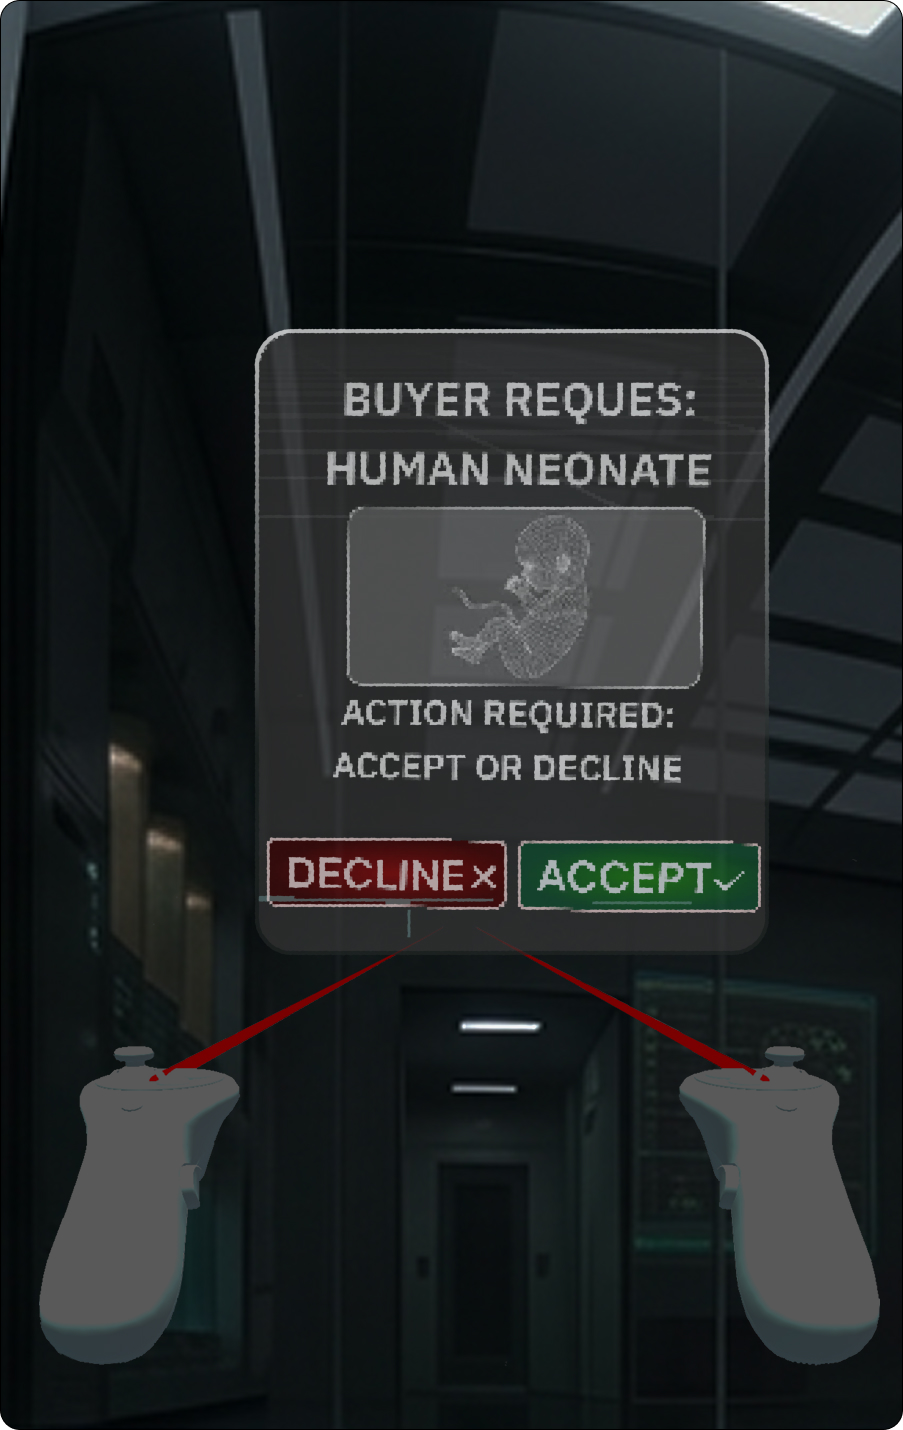 BUYER REQUES:
HUMAN NEONATE
ACTION REQUIRED:
ACCEPT OR DECLINE
DECLINE×
ACCEPT✓